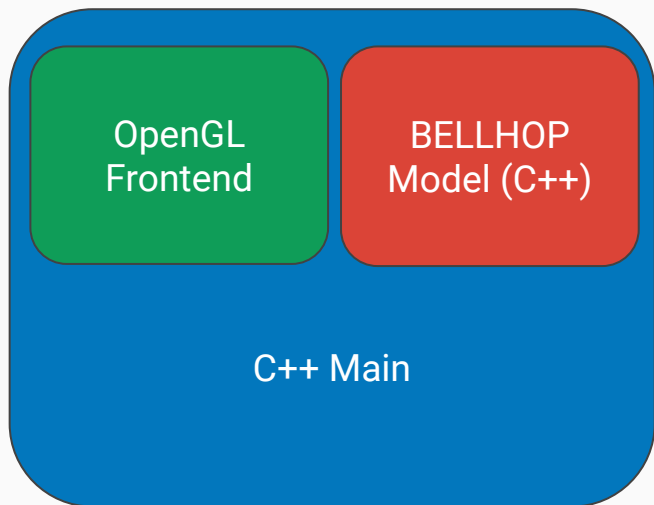 OpenGL
Frontend
BELLHOP
Model (C++)
C++ Main